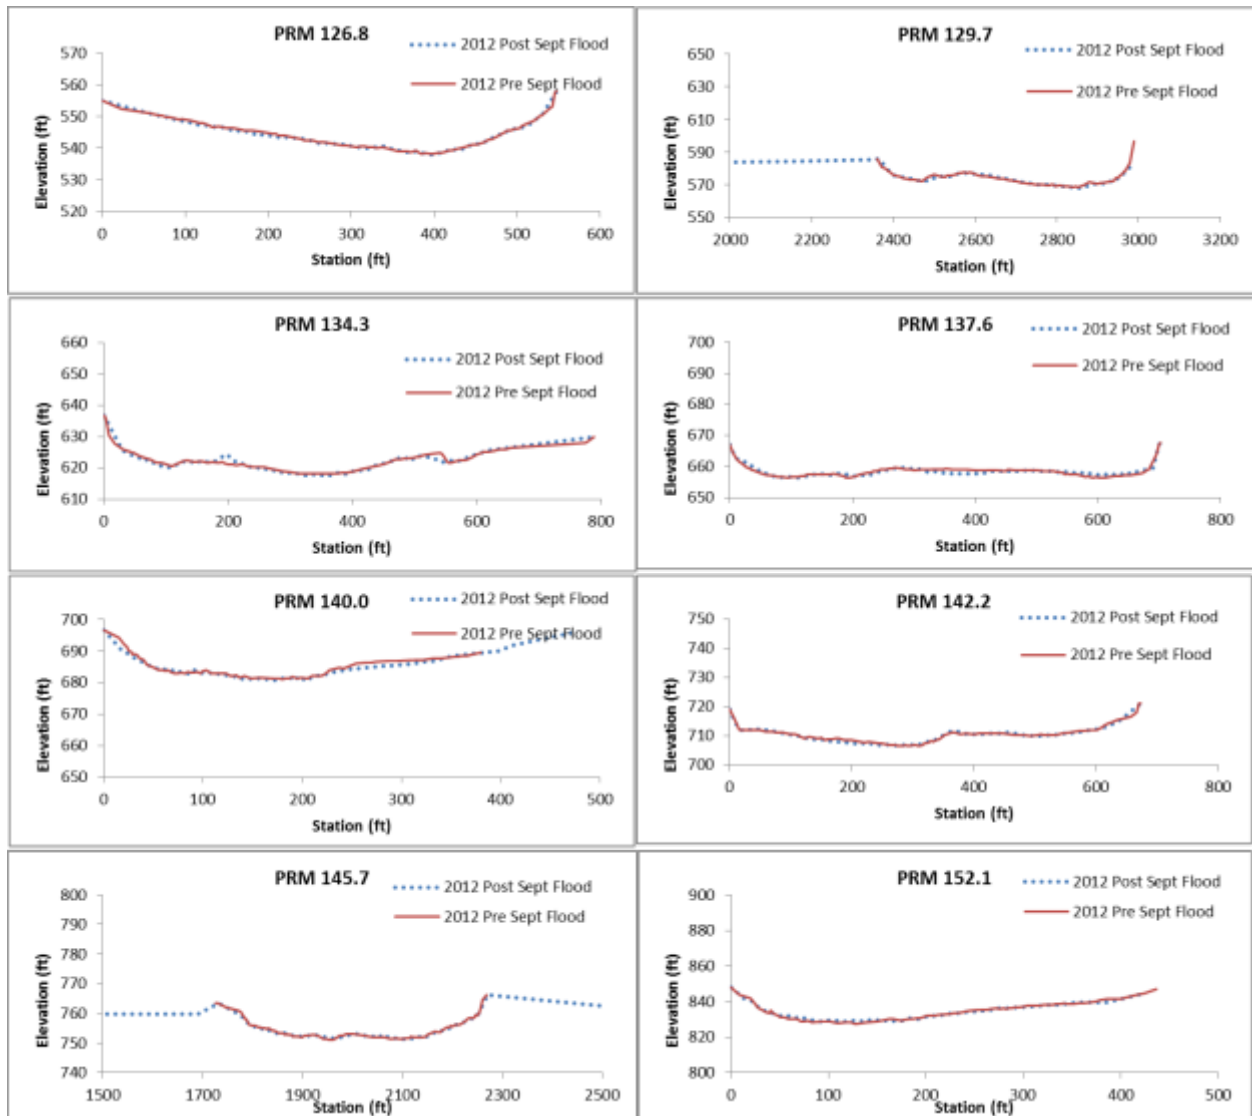 PRM 126.8
2012 Post Sept Flood
2012 Pre Sept Flood
Elevation (ft)
570
560
550
540
530
520
0 100 200 300 400 500 600
Station (ft)
PRM 129.7
2012 Post Sept Flood
2012 Pre Sept Flood
Elevation (ft)
650
630
610
590
570
550
2000 2200 2400 2600 2800 3000 3200
Station (ft)
PRM 134.3
2012 Post Sept Flood
2012 Pre Sept Flood
Elevation (ft)
660
650
640
630
620
610
0 200 400 600 800
Station (ft)
PRM 137.6
2012 Post Sept Flood
2012 Pre Sept Flood
Elevation (ft)
700
690
680
670
660
650
0 200 400 600 800
Station (ft)
PRM 140.0
2012 Post Sept Flood
2012 Pre Sept Flood
Elevation (ft)
700
690
680
670
660
650
0 100 200 300 400 500
Station (ft)
PRM 142.2
2012 Post Sept Flood
2012 Pre Sept Flood
Elevation (ft)
750
740
730
720
710
700
0 200 400 600 800
Station (ft)
PRM 145.7
2012 Post Sept Flood
2012 Pre Sept Flood
Elevation (ft)
800
790
780
770
760
750
740
1500 1700 1900 2100 2300 2500
Station (ft)
PRM 152.1
2012 Post Sept Flood
2012 Pre Sept Flood
Elevation (ft)
900
880
860
840
820
800
0 100 200 300 400 500
Station (ft)